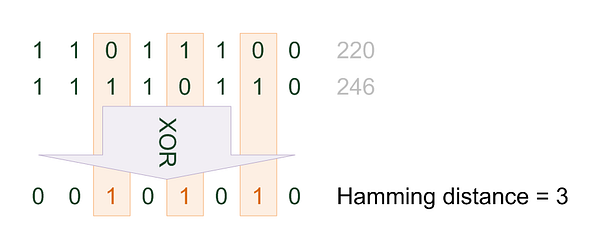 1 1 0 1 1 1 0 0 220
1 1 1 1 0 1 1 0 246
XOR
0 0 1 0 1 0 1 0 Hamming distance = 3